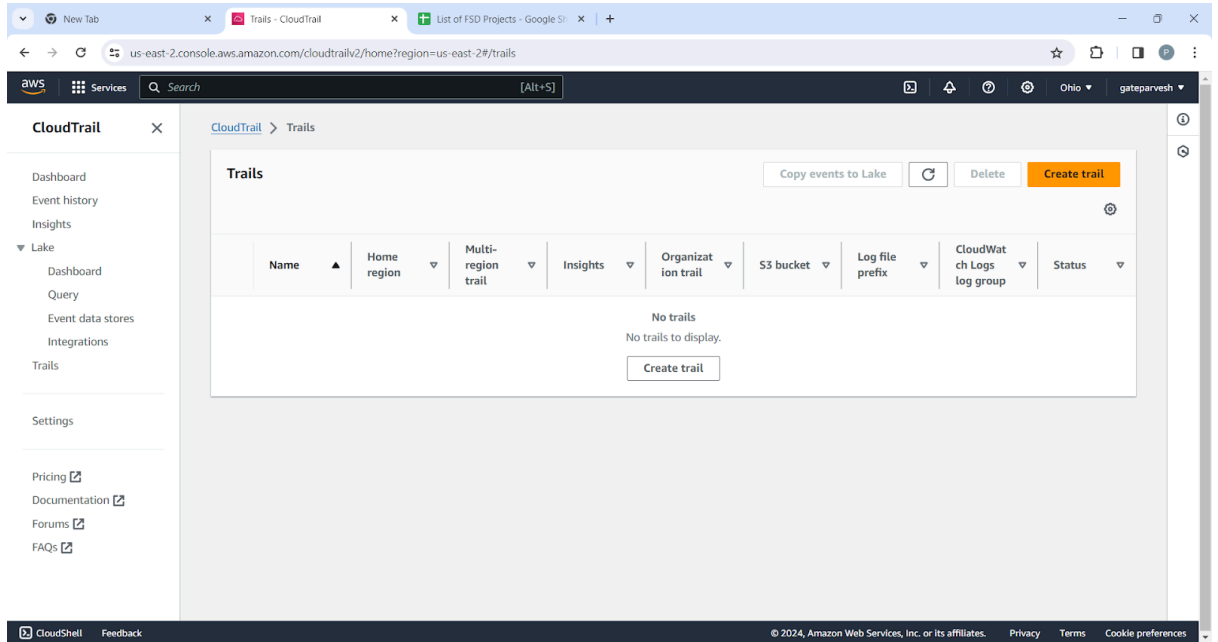 New Tab
Trails - CloudTrail
List of FSD Projects - Google Sh
us-east-2.console.aws.amazon.com/cloudtrailv2/home?region=us-east-2#/trails
P
aws
Services
Search
[Alt+S]
Ohio
gateparvesh
CloudTrail
Dashboard
Event history
Insights
Lake
Dashboard
Query
Event data stores
Integrations
Trails
Settings
Pricing
Documentation
Forums
FAQs
CloudTrail
Trails
Trails
Copy events to Lake
Delete
Create trail
Name
Home
region
Multi-
region
trail
Insights
Organizat
ion trail
S3 bucket
Log file
prefix
CloudWat
ch Logs
log group
Status
No trails
No trails to display.
Create trail
CloudShell
Feedback
© 2024, Amazon Web Services, Inc. or its affiliates.
Privacy
Terms
Cookie preferences